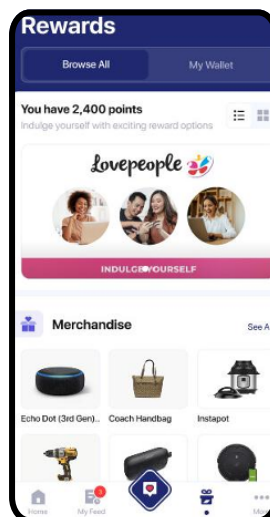 Rewards
Browse All
My Wallet
You have 2,400 points
Indulge yourself with exciting reward options
Lovepeople
INDULGE YOURSELF
Merchandise
See A
Echo Dot (3rd Gen)..
Coach Handbag
Instapot
3
Home
My Feed